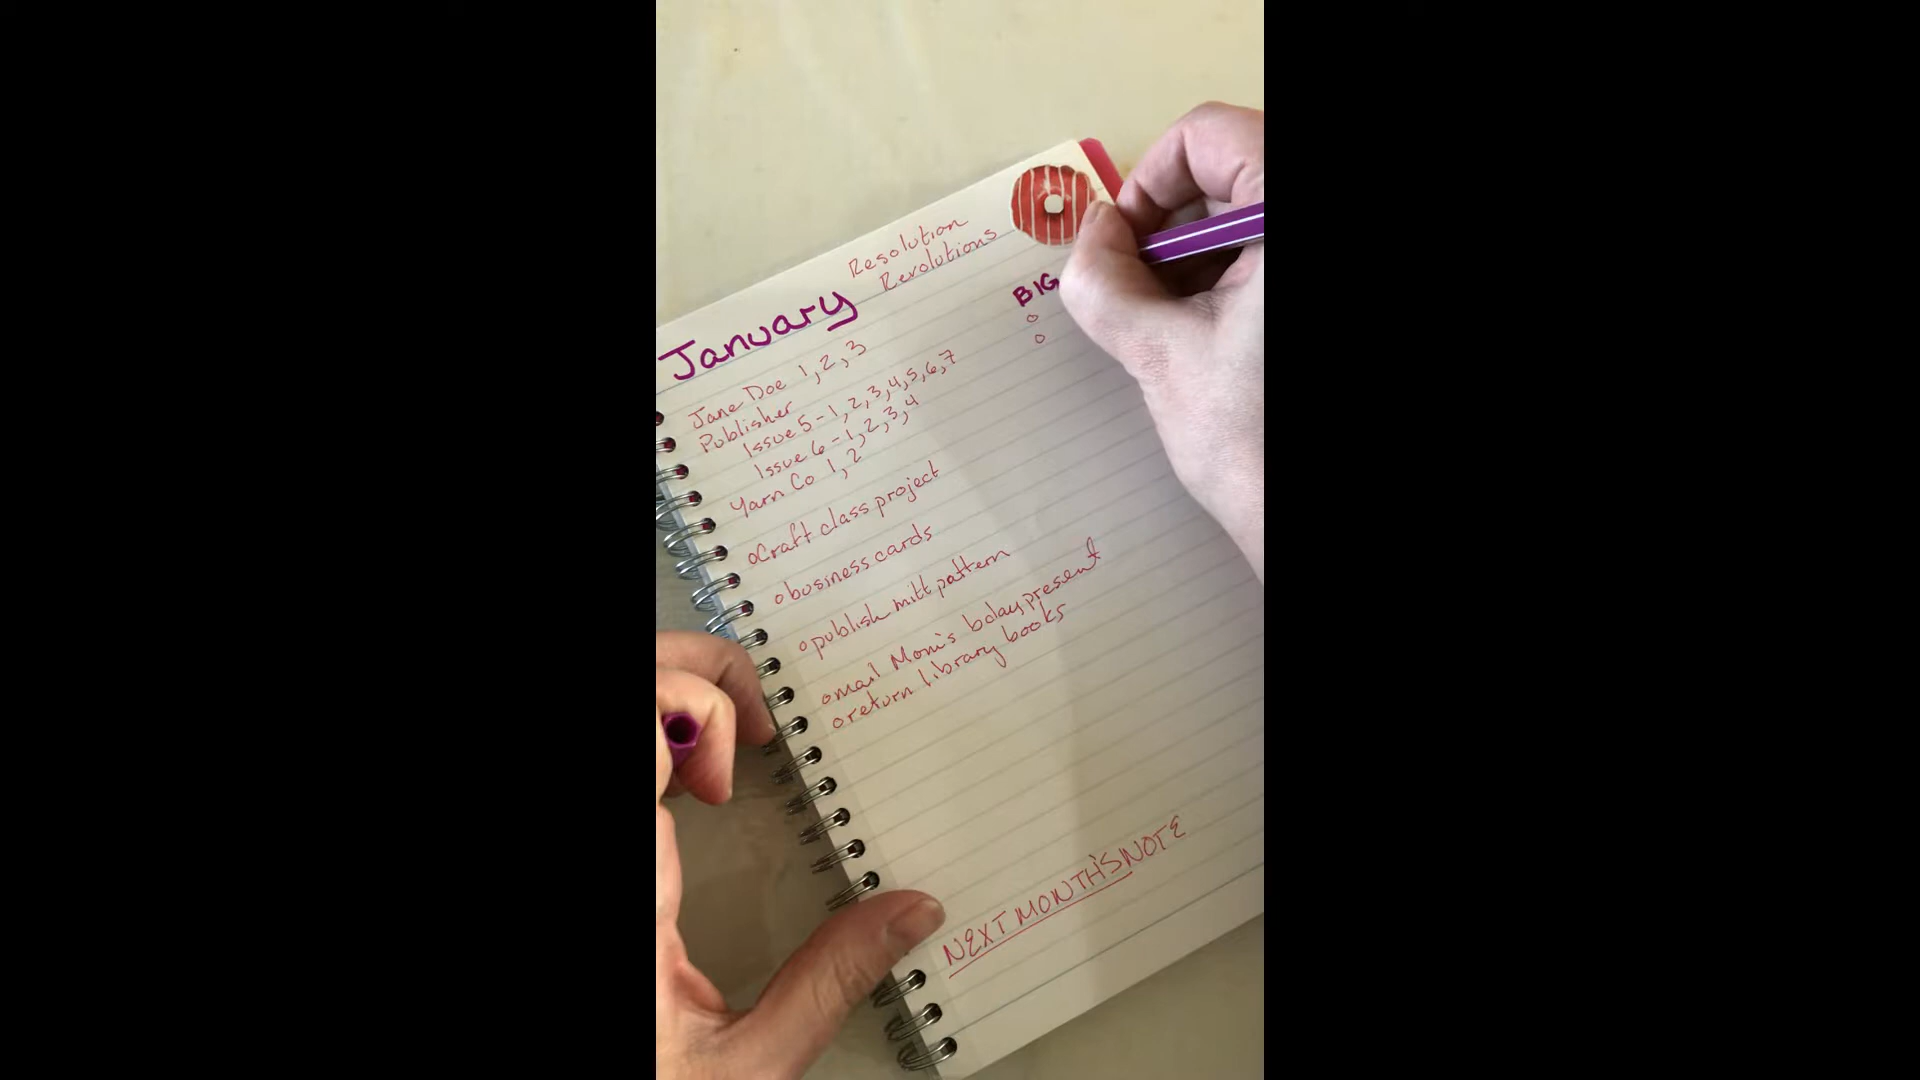 Resolution
Revolutions
January
BIG
Jane Doe 1, 2, 3
Publisher
Issue 5 - 1, 2, 3, 4, 5, 6, 7
Issue 6 - 1, 2, 3, 4
Yarn Co 1, 2
Craft class project
business cards
publish mitt pattern
mail Mom's bday present
return library books
NEXT MONTH'S NOTE